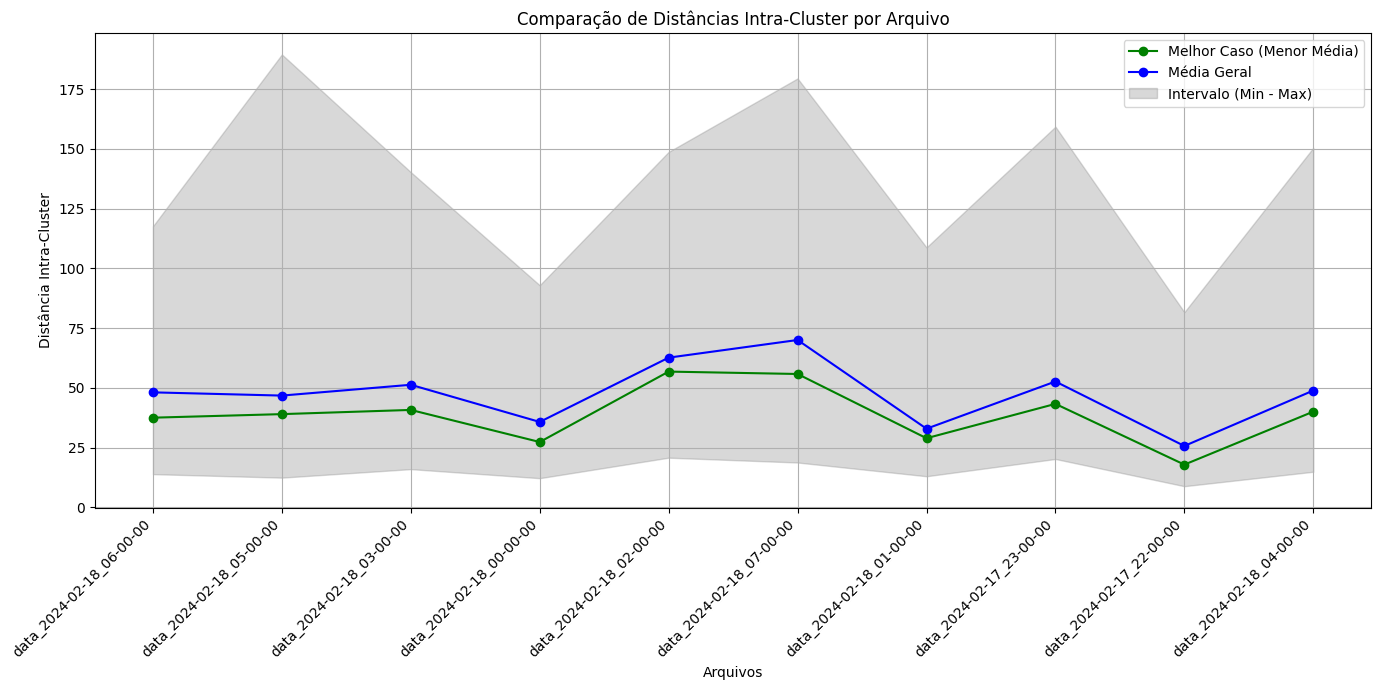 Comparação de Distâncias Intra-Cluster por Arquivo
Melhor Caso (Menor Média)
Média Geral
Intervalo (Min - Max)
Distância Intra-Cluster
175
150
125
100
75
50
25
0
data_2024-02-18_06-00-00
data_2024-02-18_05-00-00
data_2024-02-18_03-00-00
data_2024-02-18_00-00-00
data_2024-02-18_02-00-00
data_2024-02-18_07-00-00
data_2024-02-18_01-00-00
data_2024-02-17_23-00-00
data_2024-02-17_22-00-00
data_2024-02-18_04-00-00
Arquivos